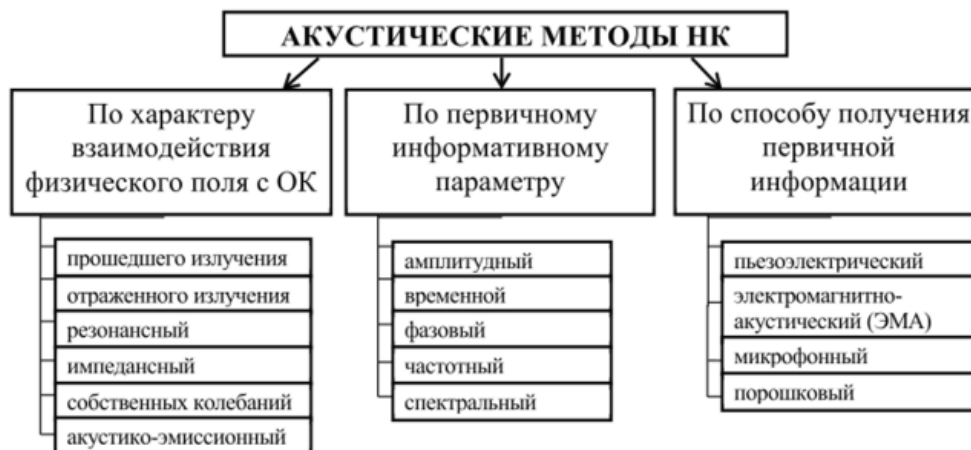 АКУСТИЧЕСКИЕ МЕТОДЫ НК
По характеру
взаимодействия
физического поля с ОК
прошедшего излучения
отраженного излучения
резонансный
импедансный
собственных колебаний
акустико-эмиссионный
По первичному
информативному
параметру
амплитудный
временной
фазовый
частотный
спектральный
По способу получения
первичной
информации
пьезоэлектрический
электромагнитно-
акустический (ЭМА)
микрофонный
порошковый